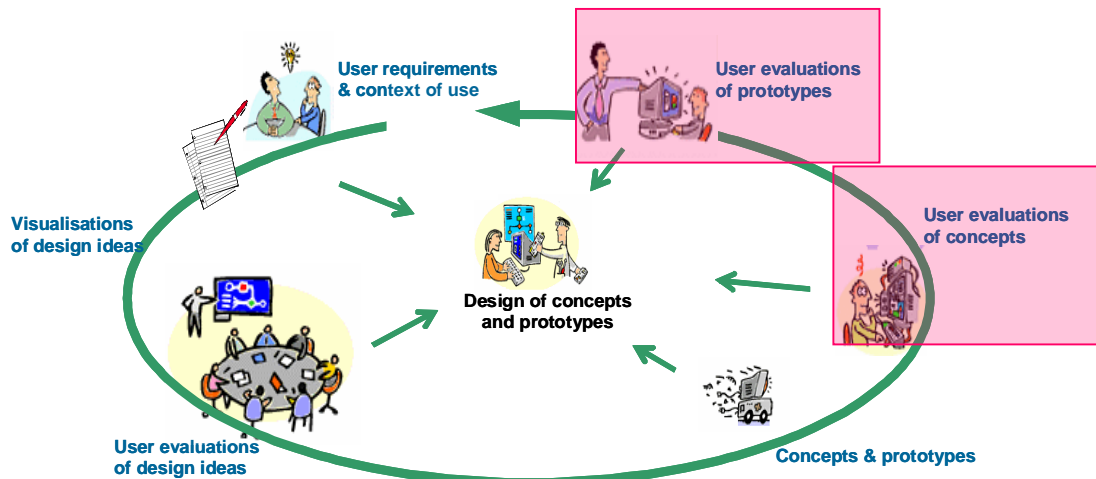 User requirements
& context of use
User evaluations
of prototypes
Visualisations
of design ideas
User evaluations
of concepts
Design of concepts
and prototypes
User evaluations
of design ideas
Concepts & prototypes